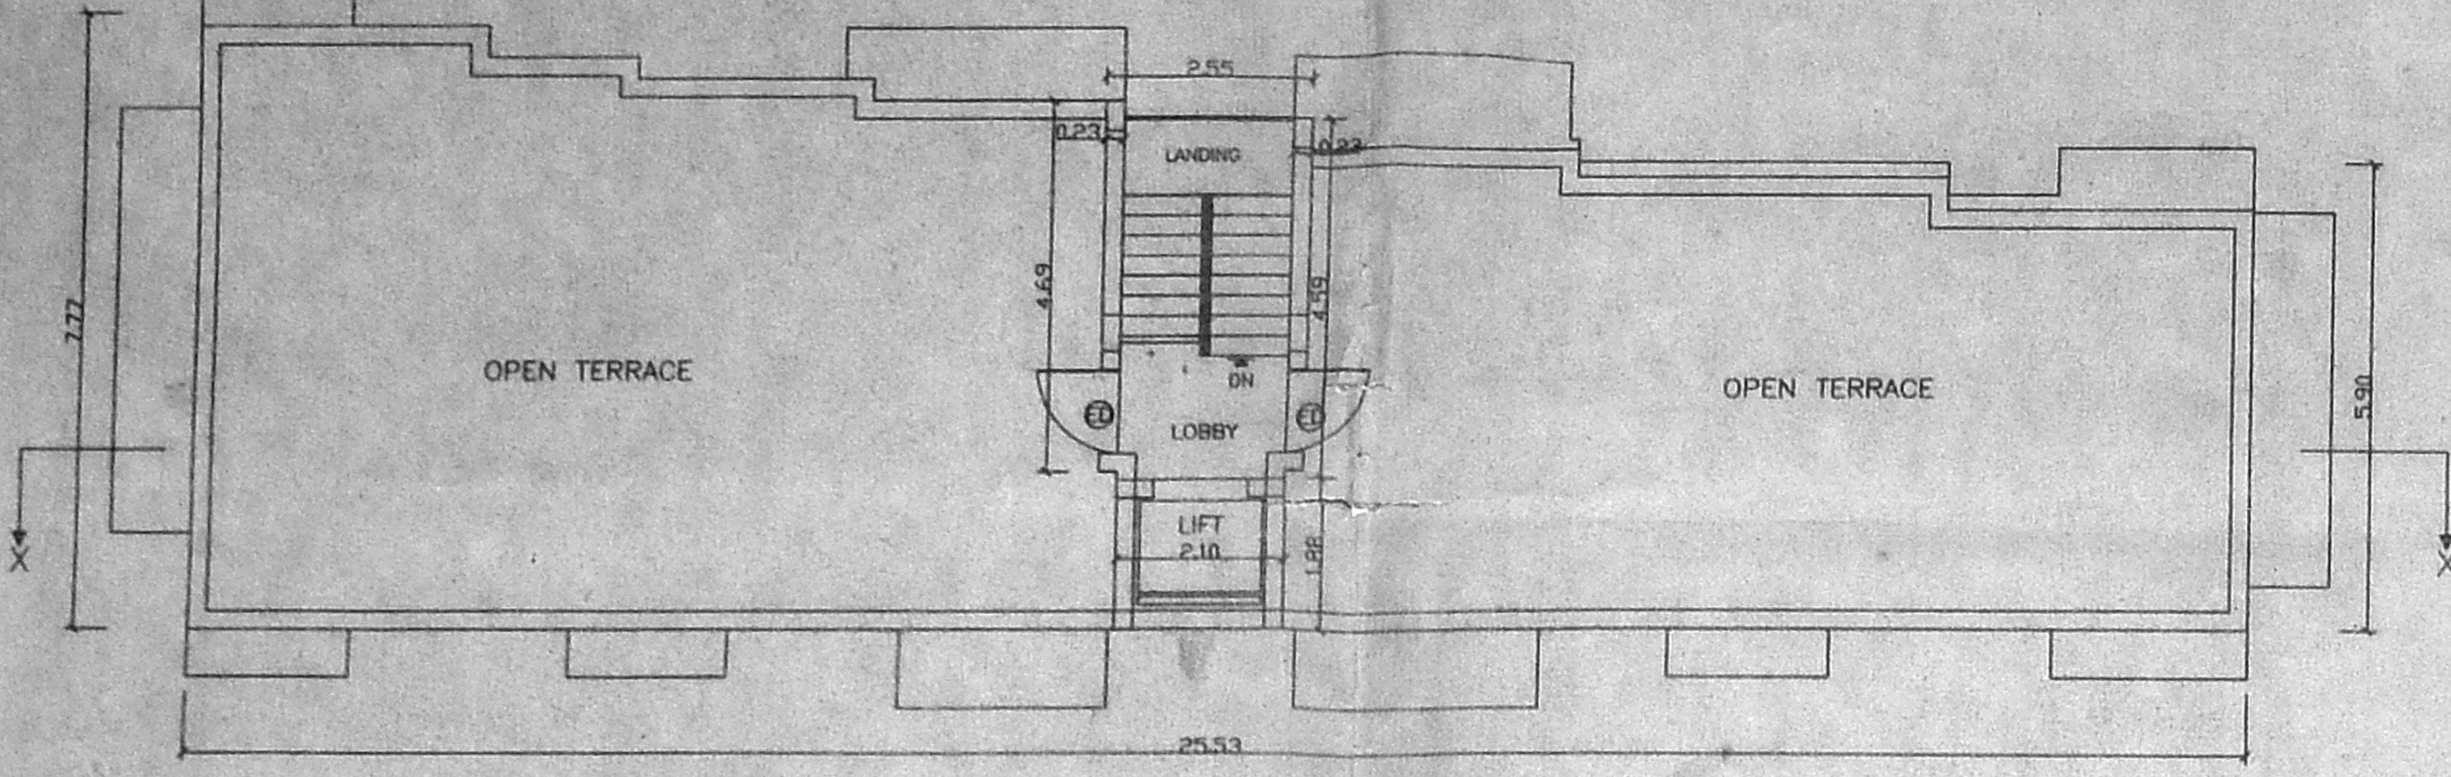 2.55
0.23
0.23
LANDING
4.69
4.59
7.77
OPEN TERRACE
DN
OPEN TERRACE
5.90
ED
ED
LOBBY
LIFT
2.10
1.88
X
X
25.53